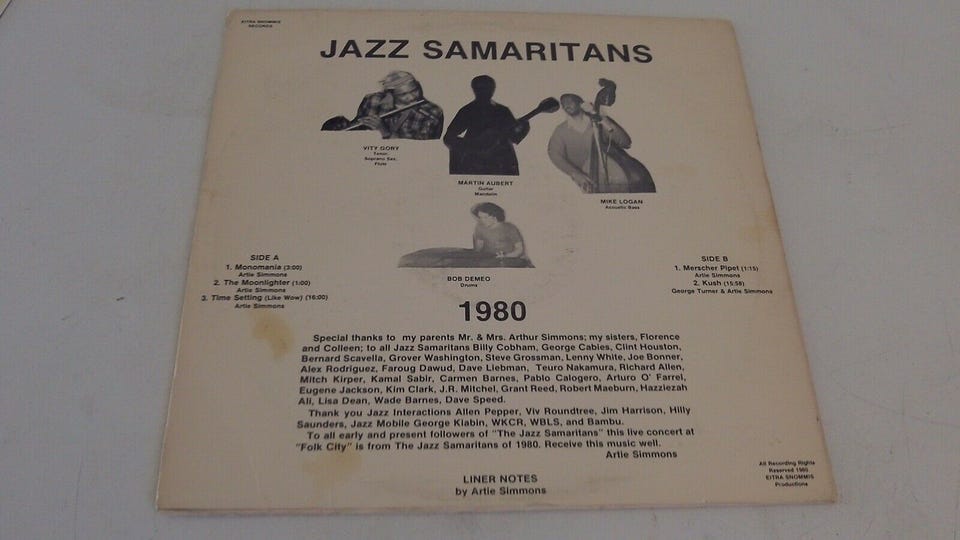 EITRA SNOMMIS
RECORDS
JAZZ SAMARITANS
VITY GORY
Tenor,
Soprano Sax,
Flute
MARTIN AUBERT
Guitar
Mandolin
MIKE LOGAN
Acoustic Bass
BOB DEMEO
Drums
SIDE A
1. Monomania (3:00)
Artie Simmons
2. The Moonlighter (1:00)
Artie Simmons
3. Time Setting (Like Wow) (16:00)
Artie Simmons
SIDE B
1. Merscher Pipet (1:15)
Artie Simmons
2. Kush (15:58)
George Turner & Artie Simmons
1980
Special thanks to my parents Mr. & Mrs. Arthur Simmons; my sisters, Florence
and Colleen; to all Jazz Samaritans Billy Cobham, George Cables, Clint Houston,
Bernard Scavella, Grover Washington, Steve Grossman, Lenny White, Joe Bonner,
Alex Rodriguez, Faroug Dawud, Dave Liebman, Teuro Nakamura, Richard Allen,
Mitch Kirper, Kamal Sabir, Carmen Barnes, Pablo Calogero, Arturo O' Farrel,
Eugene Jackson, Kim Clark, J.R. Mitchel, Grant Reed, Robert Maeburn, Hazziezah
Ali, Lisa Dean, Wade Barnes, Dave Speed.
Thank you Jazz Interactions Allen Pepper, Viv Roundtree, Jim Harrison, Hilly
Saunders, Jazz Mobile George Klabin, WKCR, WBLS, and Bambu.
To all early and present followers of "The Jazz Samaritans" this live concert at
"Folk City" is from The Jazz Samaritans of 1980. Receive this music well.
Artie Simmons
LINER NOTES
by Artie Simmons
All Recording Rights
Reserved 1980
EITRA SNOMMIS
Productions